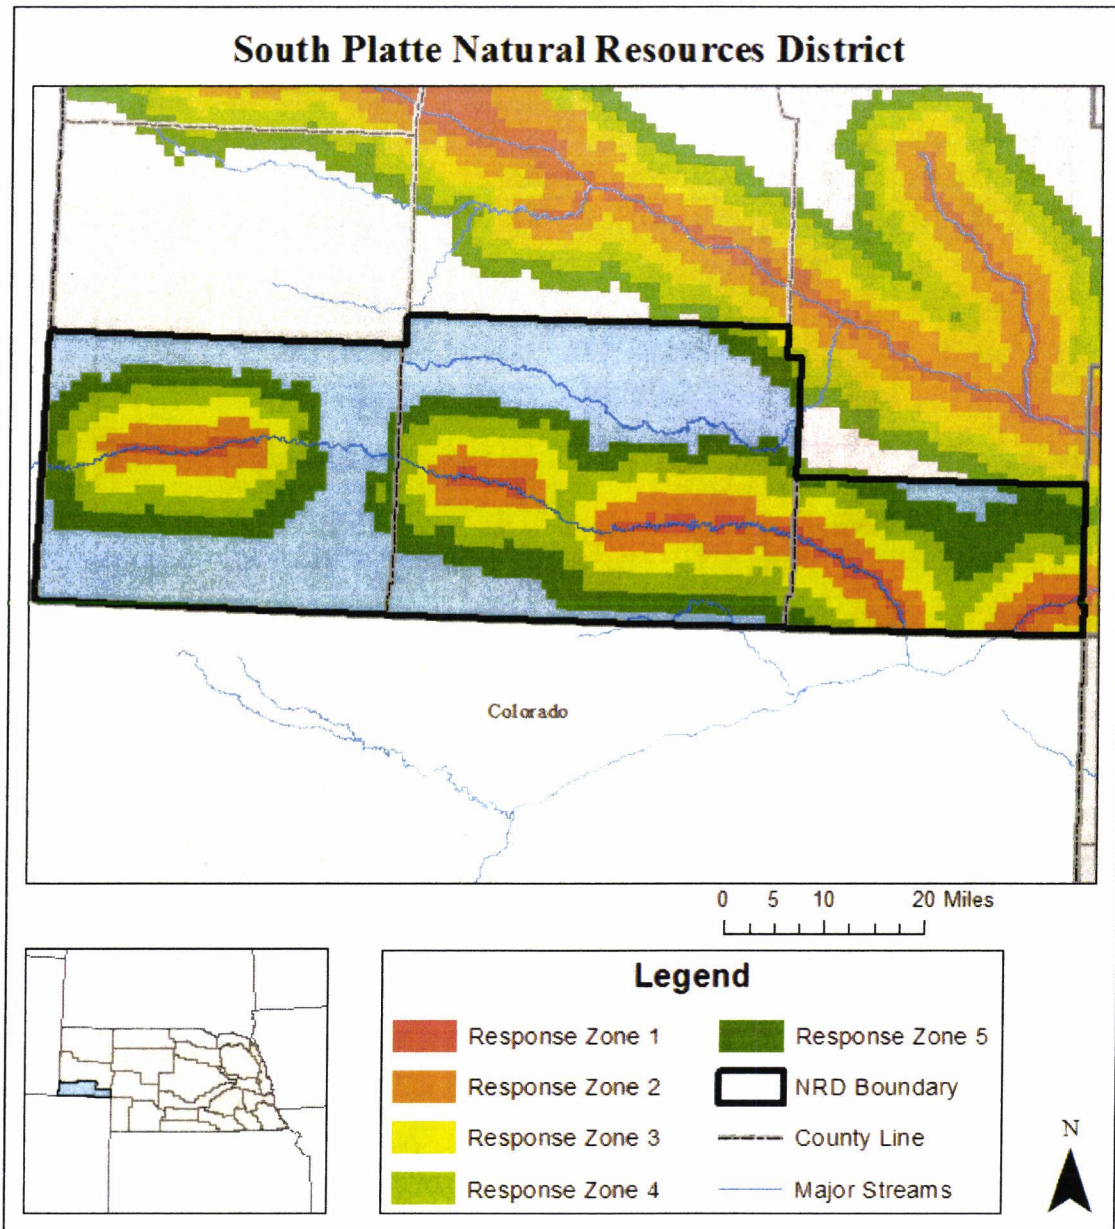 South Platte Natural Resources District
Colorado
0 5 10 20 Miles
Legend
Response Zone 1
Response Zone 2
Response Zone 3
Response Zone 4
Response Zone 5
NRD Boundary
County Line
Major Streams
N